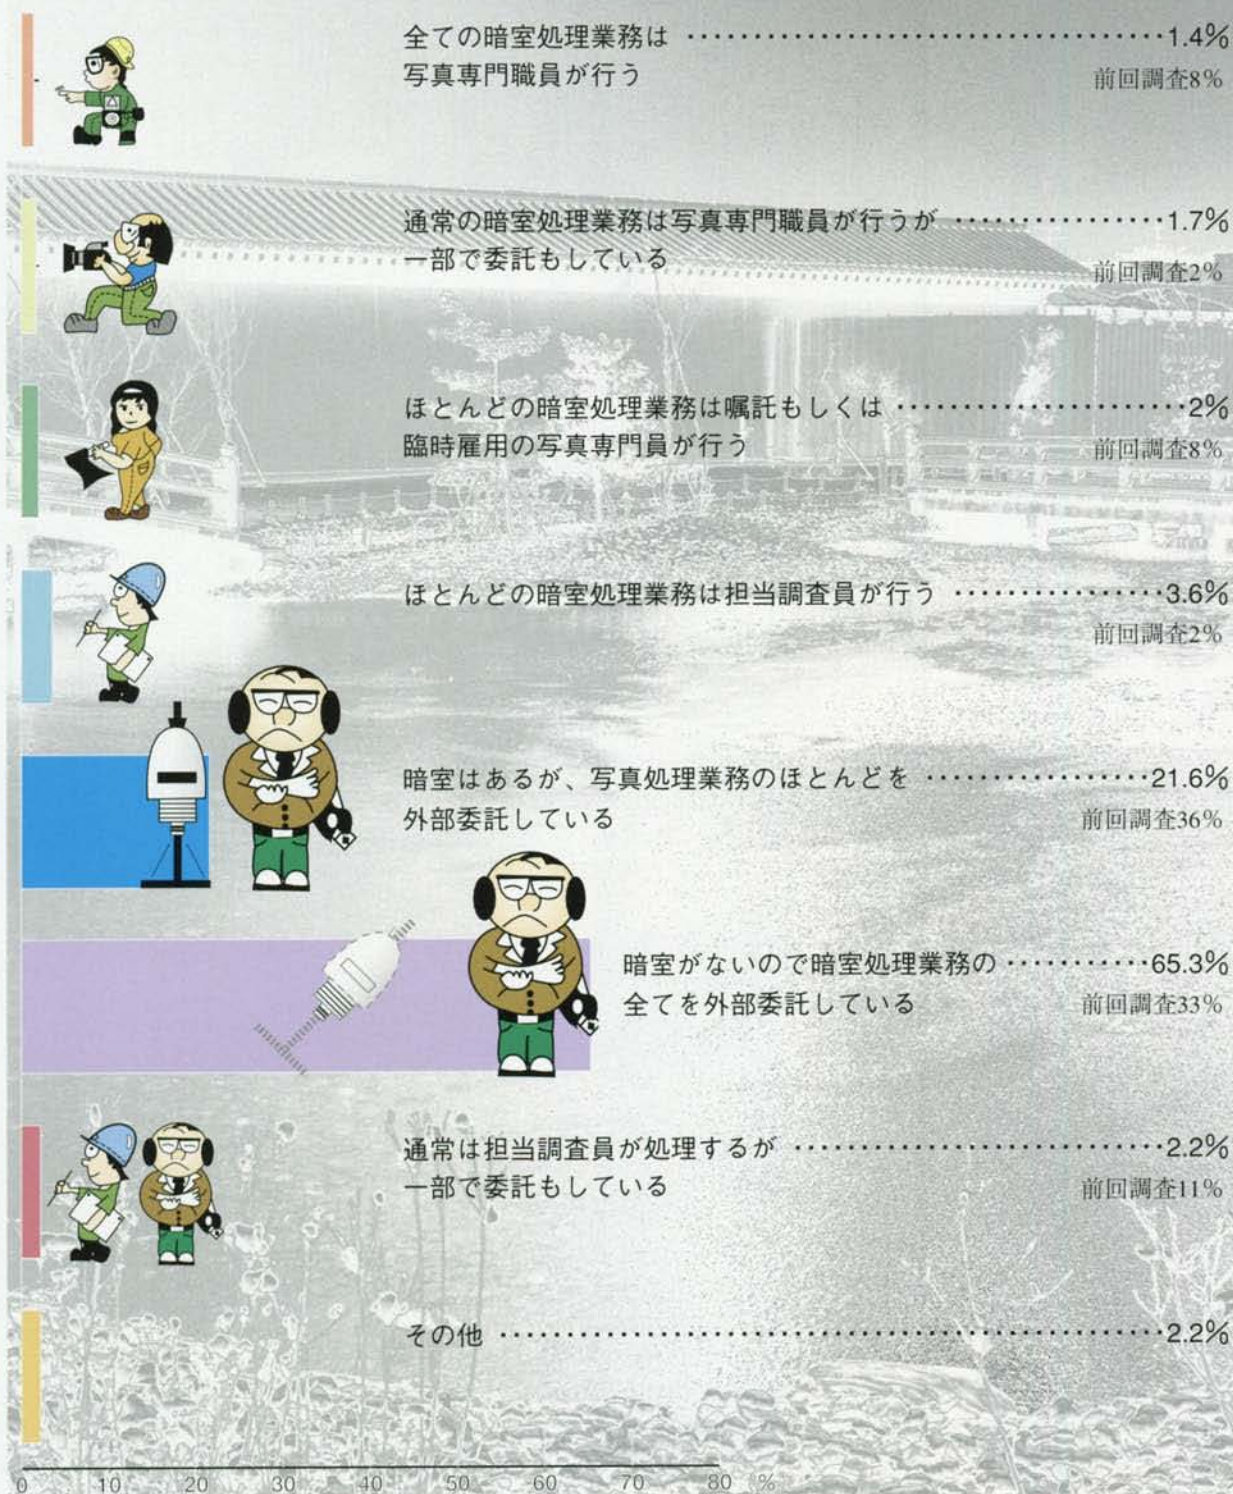 全ての暗室処理業務は ・・・・・・・・・・・・・・・・・・・・・・・・・・・・・・・・・・1.4%
写真専門職員が行う
前回調査8%
通常の暗室処理業務は写真専門職員が行うが ・・・・・・・・・・・・・・・1.7%
一部で委託もしている
前回調査2%
ほとんどの暗室処理業務は嘱託もしくは ・・・・・・・・・・・・・・・・・・・・2%
臨時雇用の写真専門員が行う
前回調査8%
ほとんどの暗室処理業務は担当調査員が行う ・・・・・・・・・・・・・・・3.6%
前回調査2%
暗室はあるが、写真処理業務のほとんどを ・・・・・・・・・・・・・・・・21.6%
外部委託している
前回調査36%
暗室がないので暗室処理業務の ・・・・・・・・・・65.3%
全てを外部委託している
前回調査33%
通常は担当調査員が処理するが ・・・・・・・・・・・・・・・・・・・・・・・・・・2.2%
一部で委託もしている
前回調査11%
その他 ・・・・・・・・・・・・・・・・・・・・・・・・・・・・・・・・・・・・・・・・・・・・・・・2.2%
0 10 20 30 40 50 60 70 80 %